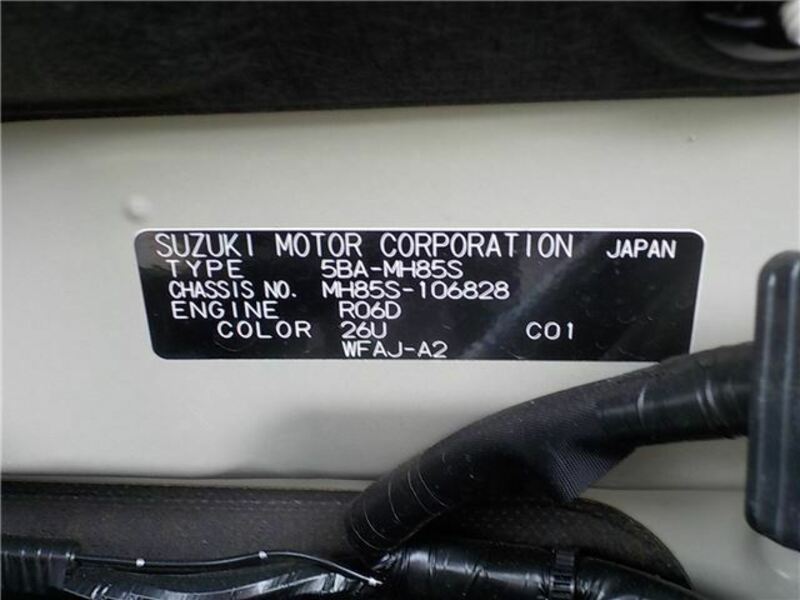 SUZUKI MOTOR CORPORATION JAPAN
TYPE 5BA-MH85S
CHASSIS NO. MH85S-106828
ENGINE R06D
COLOR 26U C01
WFAJ-A2